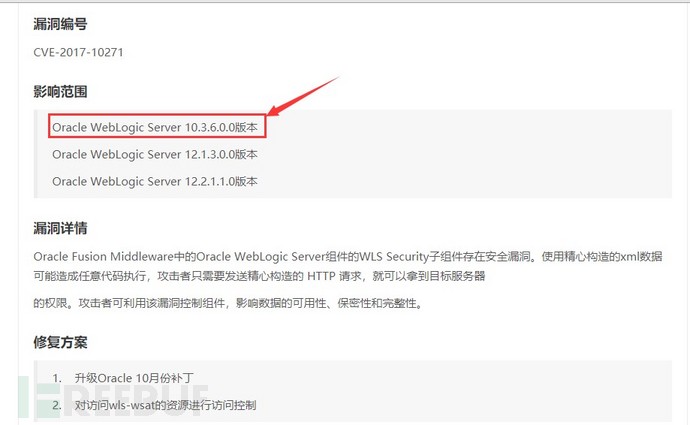 漏洞编号
CVE-2017-10271
影响范围
Oracle WebLogic Server 10.3.6.0.0版本
Oracle WebLogic Server 12.1.3.0.0版本
Oracle WebLogic Server 12.2.1.1.0版本
漏洞详情
Oracle Fusion Middleware中的Oracle WebLogic Server组件的WLS Security子组件存在安全漏洞。使用精心构造的xml数据
可能造成任意代码执行，攻击者只需要发送精心构造的 HTTP 请求，就可以拿到目标服务器
的权限。攻击者可利用该漏洞控制组件，影响数据的可用性、保密性和完整性。
修复方案
1. 升级Oracle 10月份补丁
2. 对访问wls-wsat的资源进行访问控制
FREEBUF